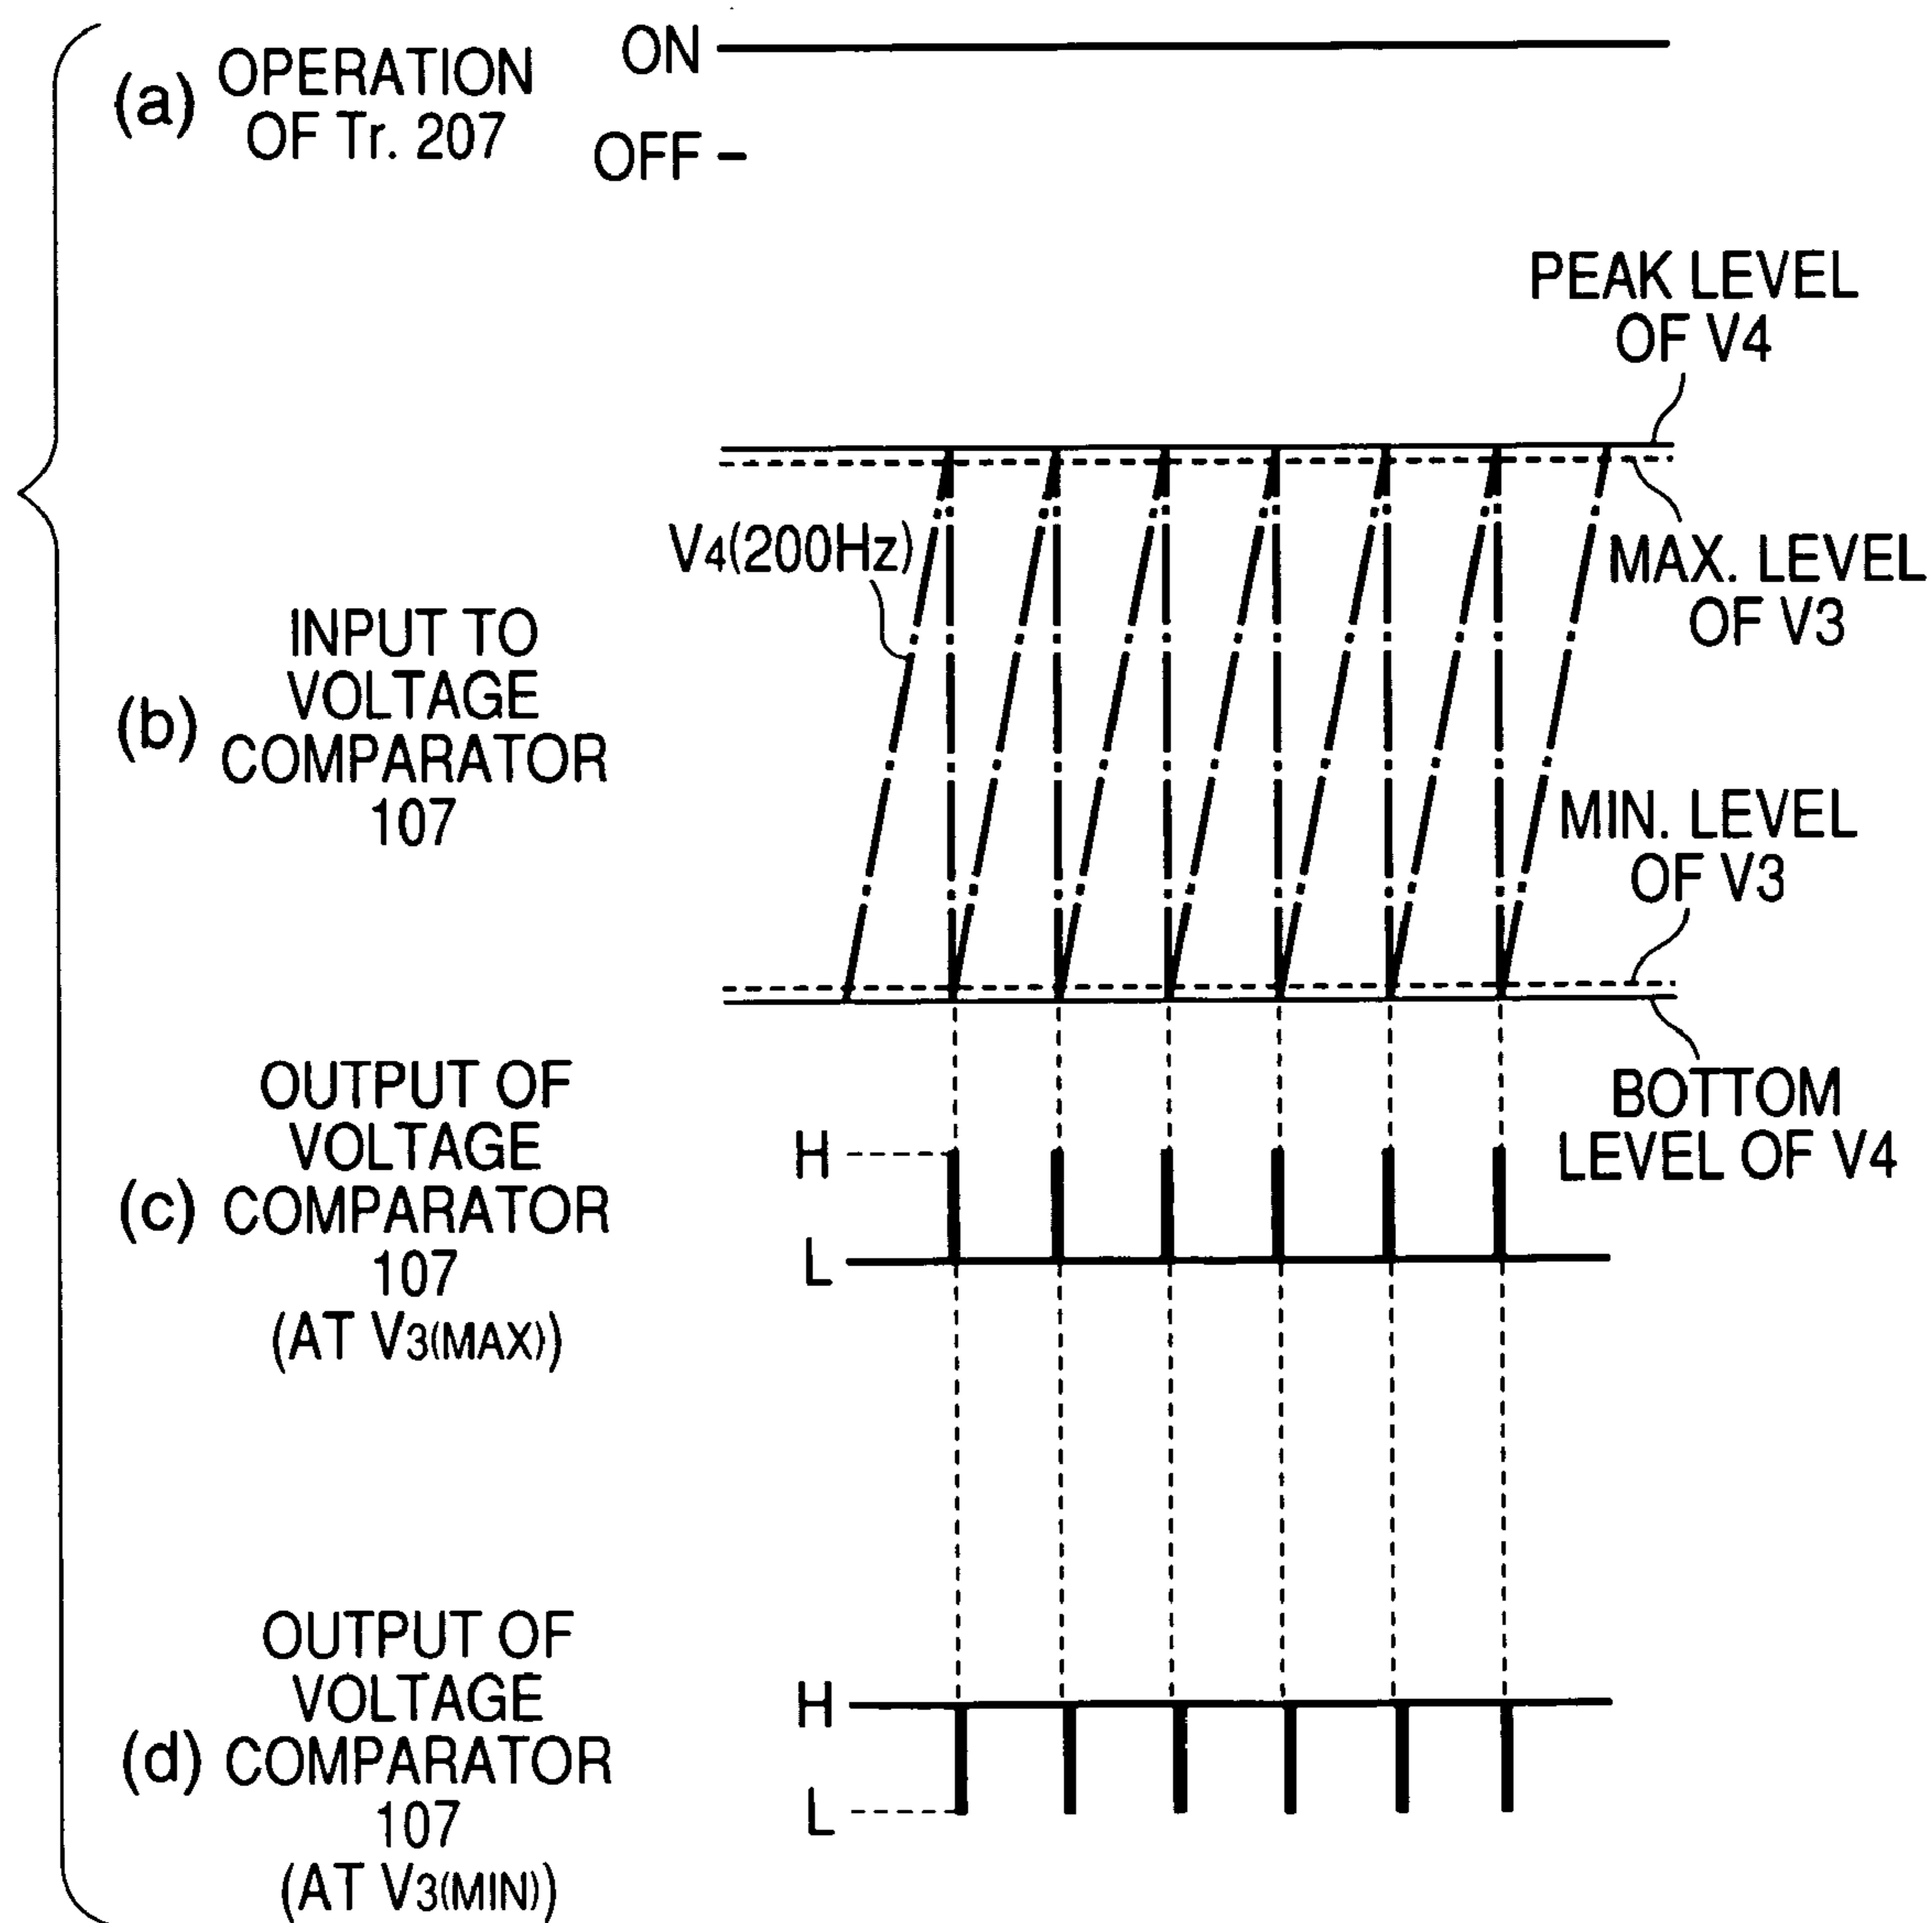 (a) OPERATION
OF Tr. 207
ON
OFF
PEAK LEVEL
OF V4
V4(200Hz)
MAX. LEVEL
OF V3
(b) INPUT TO
VOLTAGE
COMPARATOR
107
MIN. LEVEL
OF V3
BOTTOM
LEVEL OF V4
(c) OUTPUT OF
VOLTAGE
COMPARATOR
107
(AT V3(MAX))
H
L
(d) OUTPUT OF
VOLTAGE
COMPARATOR
107
(AT V3(MIN))
H
L